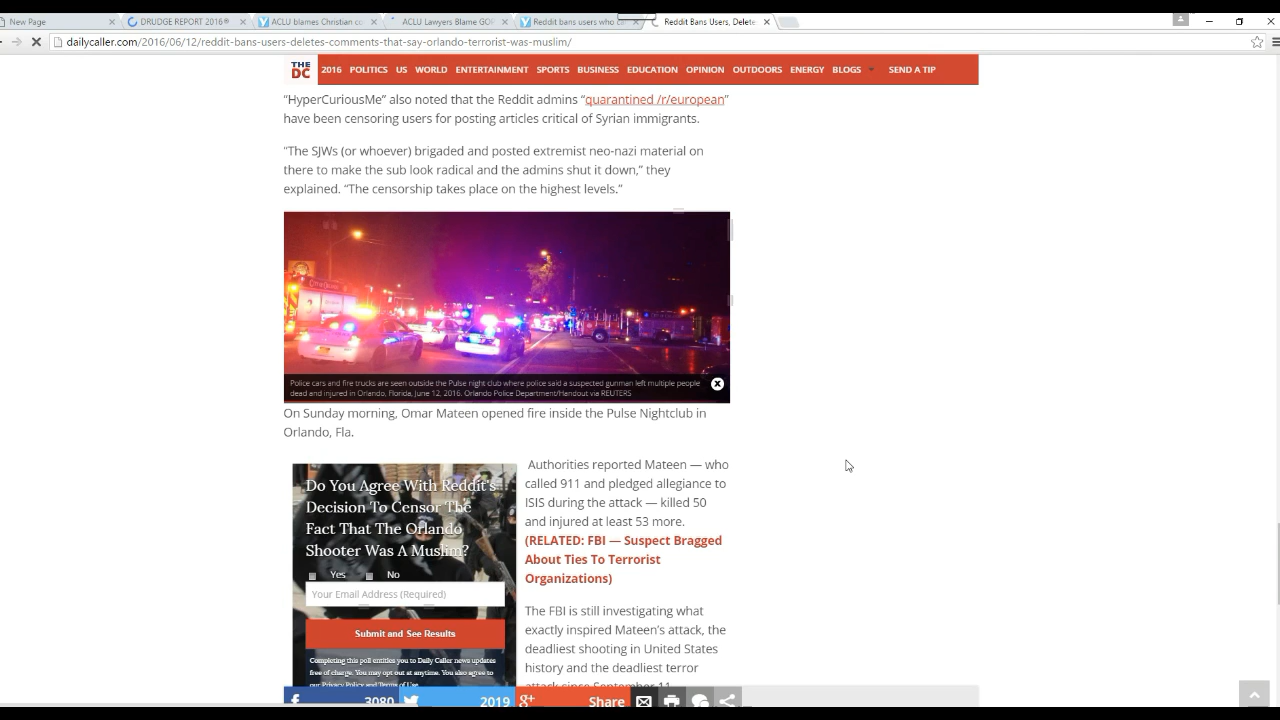 New Page
DRUDGE REPORT 2016®
ACLU blames Christian co
ACLU Lawyers Blame GOP
Reddit bans users who ca
Reddit Bans Users, Delete
dailycaller.com/2016/06/12/reddit-bans-users-deletes-comments-that-say-orlando-terrorist-was-muslim/
THE DC
2016 POLITICS US WORLD ENTERTAINMENT SPORTS BUSINESS EDUCATION OPINION OUTDOORS ENERGY BLOGS SEND A TIP
“HyperCuriousMe” also noted that the Reddit admins “quarantined /r/european”
have been censoring users for posting articles critical of Syrian immigrants.
“The SJWs (or whoever) brigaded and posted extremist neo-nazi material on
there to make the sub look radical and the admins shut it down,” they
explained. “The censorship takes place on the highest levels.”
Police cars and fire trucks are seen outside the Pulse night club where police said a suspected gunman left multiple people
dead and injured in Orlando, Florida, June 12, 2016. Orlando Police Department/Handout via REUTERS
On Sunday morning, Omar Mateen opened fire inside the Pulse Nightclub in
Orlando, Fla.
Do You Agree With Reddit's
Decision To Censor The
Fact That The Orlando
Shooter Was A Muslim?
Yes No
Your Email Address (Required)
Submit and See Results
Completing this poll entitles you to Daily Caller news updates
free of charge. You may opt out at anytime. You also agree to
our Privacy Policy and Terms of Use.
Authorities reported Mateen — who
called 911 and pledged allegiance to
ISIS during the attack — killed 50
and injured at least 53 more.
(RELATED: FBI — Suspect Bragged
About Ties To Terrorist
Organizations)
The FBI is still investigating what
exactly inspired Mateen’s attack, the
deadliest shooting in United States
history and the deadliest terror
attack since September 11
3080
2019
Share